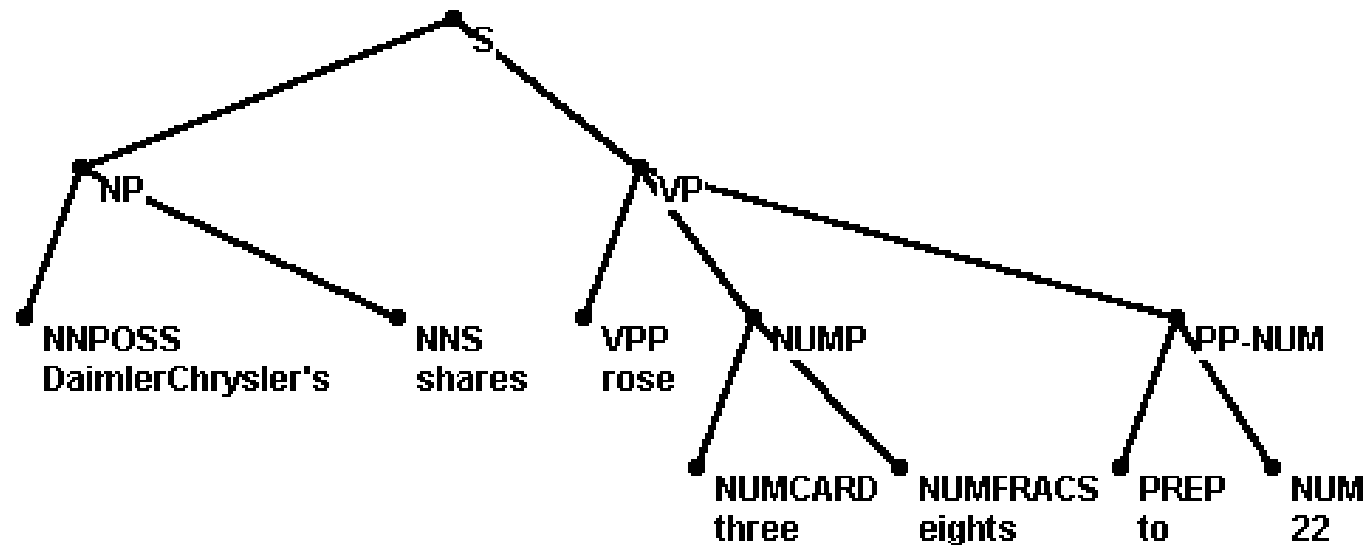 S
NP VP
NNPOSS NNS VPP NUMP PP-NUM
DaimlerChrysler's shares rose
NUMCARD NUMFRACS PREP NUM
three eights to 22